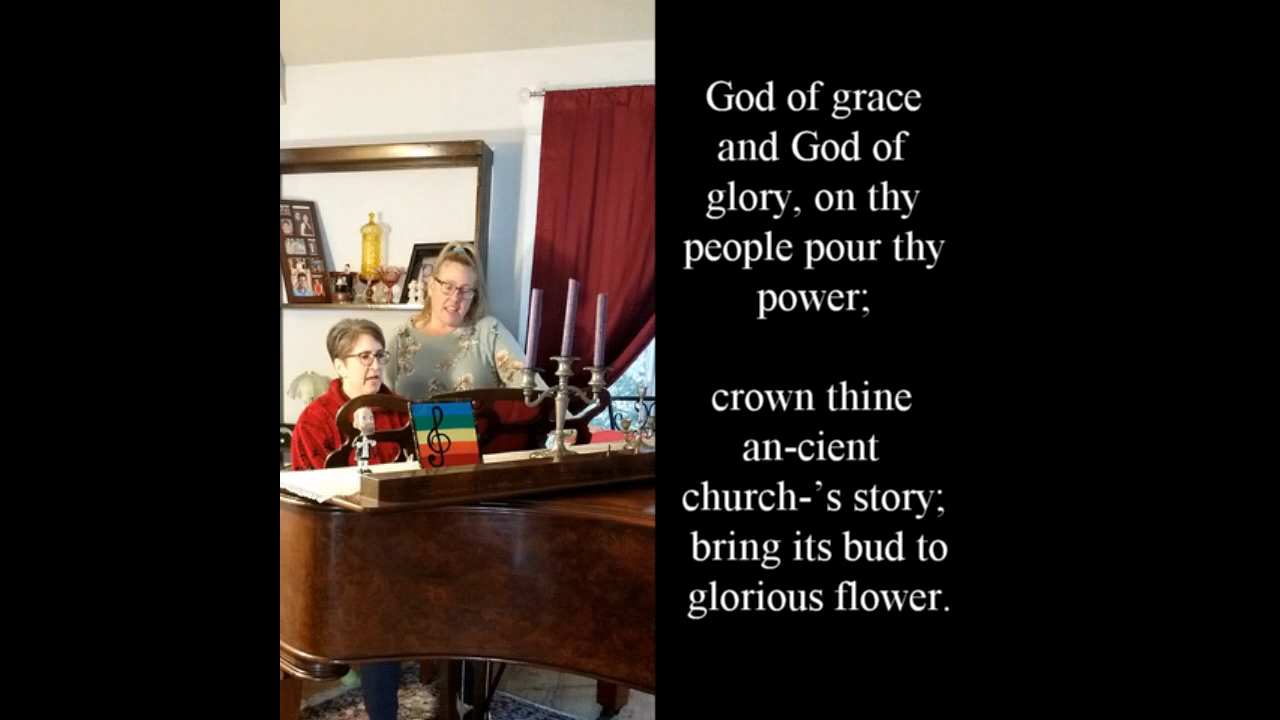 God of grace
and God of
glory, on thy
people pour thy
power;
crown thine
an-cient
church-’s story;
bring its bud to
glorious flower.